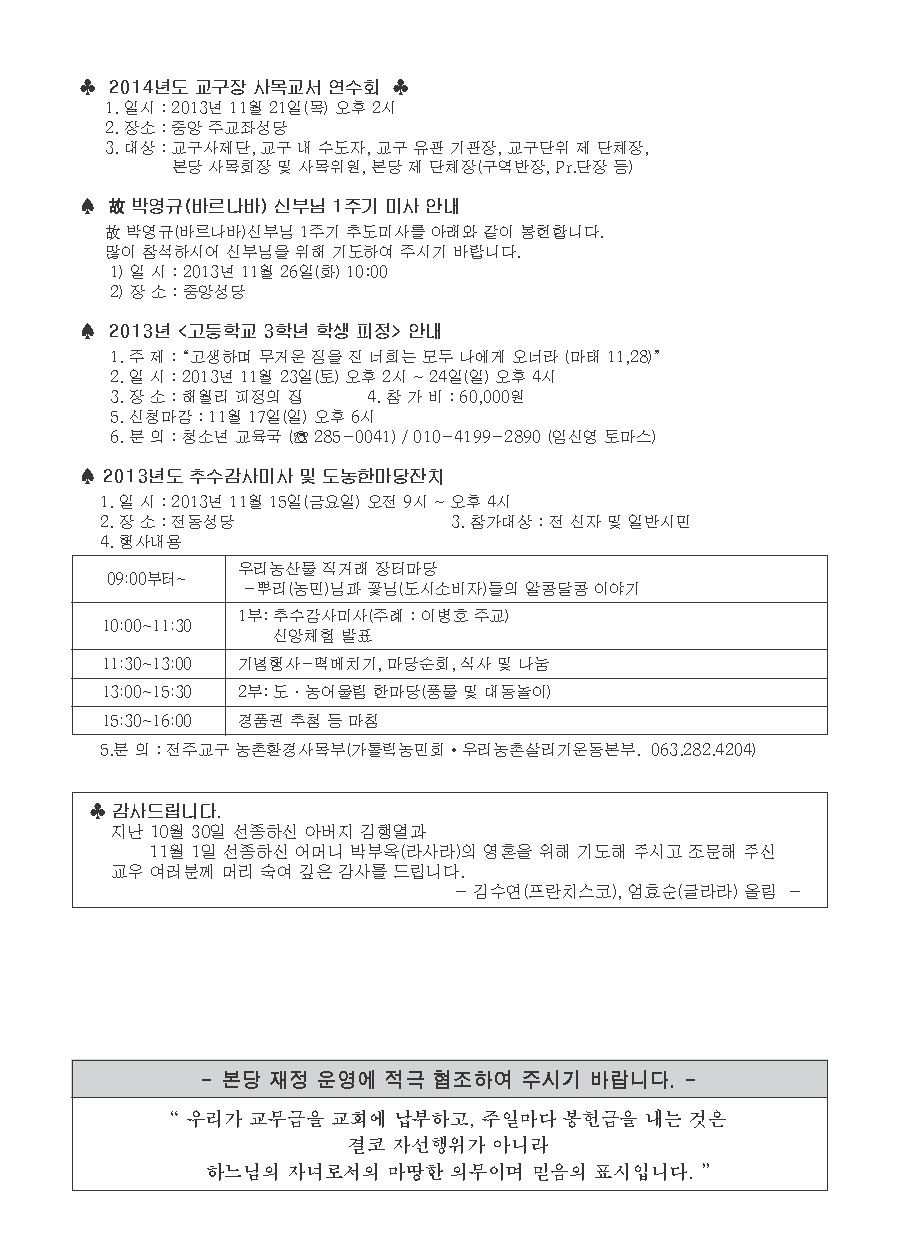 ♣ 2014년도 교구장 사목교서 연수회 ♣
1. 일시 : 2013년 11월 21일(목) 오후 2시
2. 장소 : 중앙 주교좌성당
3. 대상 : 교구사제단, 교구 내 수도자, 교구 유관 기관장, 교구단위 제 단체장,
본당 사목회장 및 사목위원, 본당 제 단체장(구역반장, Pr.단장 등)
♠ 故 박영규(바르나바) 신부님 1주기 미사 안내
故 박영규(바르나바)신부님 1주기 추도미사를 아래와 같이 봉헌합니다.
많이 참석하시어 신부님을 위해 기도하여 주시기 바랍니다.
1) 일 시 : 2013년 11월 26일(화) 10:00
2) 장 소 : 중앙성당
♠ 2013년 <고등학교 3학년 학생 피정> 안내
1. 주 제 : “고생하며 무거운 짐을 진 너희는 모두 나에게 오너라 (마태 11,28)”
2. 일 시 : 2013년 11월 23일(토) 오후 2시 ~ 24일(일) 오후 4시
3. 장 소 : 해월리 피정의 집 4. 참 가 비 : 60,000원
5. 신청마감 : 11월 17일(일) 오후 6시
6. 문 의 : 청소년 교육국 (☎ 285-0041) / 010-4199-2890 (임신영 토마스)
♠ 2013년도 추수감사미사 및 도농한마당잔치
1. 일 시 : 2013년 11월 15일(금요일) 오전 9시 ~ 오후 4시
2. 장 소 : 전동성당 3. 참가대상 : 전 신자 및 일반시민
4. 행사내용
09:00부터~ 우리농산물 직거래 장터마당
-뿌리(농민)님과 꽃님(도시소비자)들의 알콩달콩 이야기
10:00~11:30 1부: 추수감사미사(주례 : 이병호 주교)
신앙체험 발표
11:30~13:00 기념행사-떡메치기, 마당순회, 식사 및 나눔
13:00~15:30 2부: 도·농어울림 한마당(풍물 및 대동놀이)
15:30~16:00 경품권 추첨 등 마침
5.문 의 : 전주교구 농촌환경사목부(가톨릭농민회·우리농촌살리기운동본부. 063.282.4204)
♣ 감사드립니다.
지난 10월 30일 선종하신 아버지 김행열과
11월 1일 선종하신 어머니 박부옥(라사라)의 영혼을 위해 기도해 주시고 조문해 주신
교우 여러분께 머리 숙여 깊은 감사를 드립니다.
- 김수연(프란치스코), 엄효순(글라라) 올림 -
- 본당 재정 운영에 적극 협조하여 주시기 바랍니다. -
“ 우리가 교무금을 교회에 납부하고, 주일마다 봉헌금을 내는 것은
결코 자선행위가 아니라
하느님의 자녀로서의 마땅한 의무이며 믿음의 표시입니다. ”